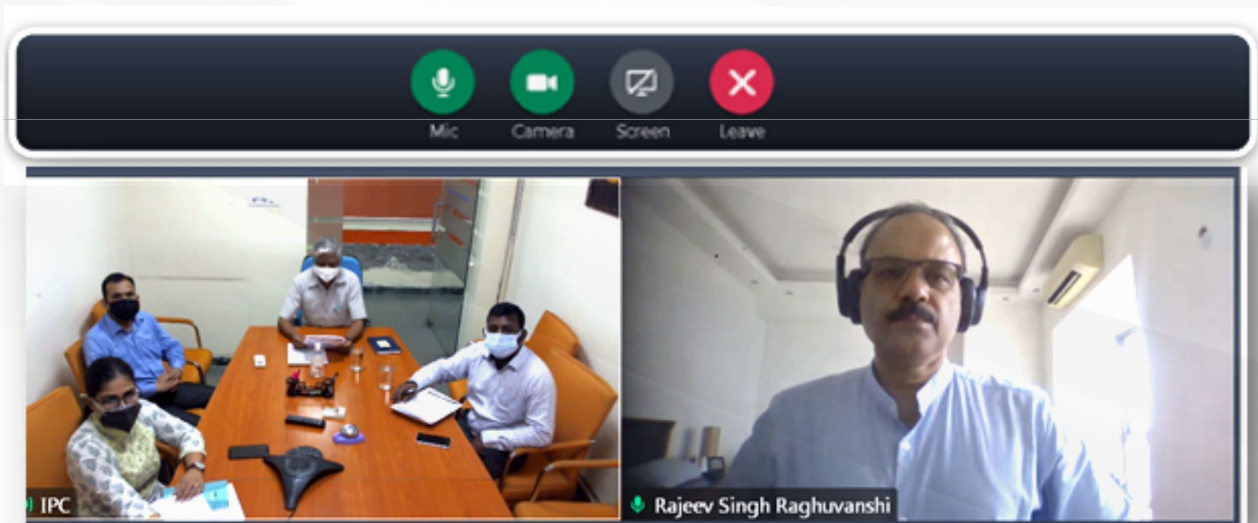 Mic
Camera
Screen
Leave
IPC
Rajeev Singh Raghuvanshi